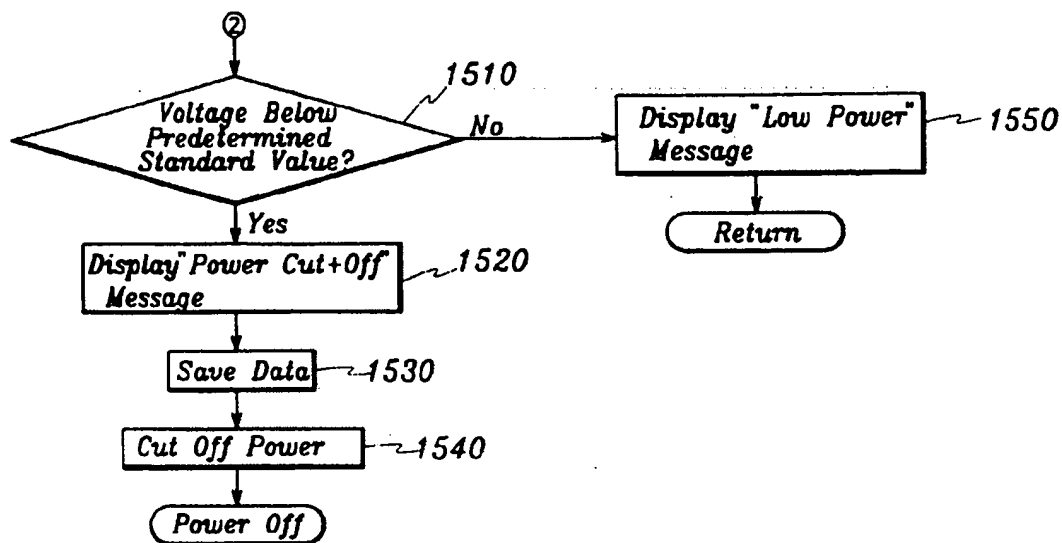 2
1510
Voltage Below
Predetermined
Standard Value?
No
Display "Low Power"
Message
1550
Return
Yes
Display"Power Cut+Off"
Message
1520
Save Data
1530
Cut Off Power
1540
Power Off